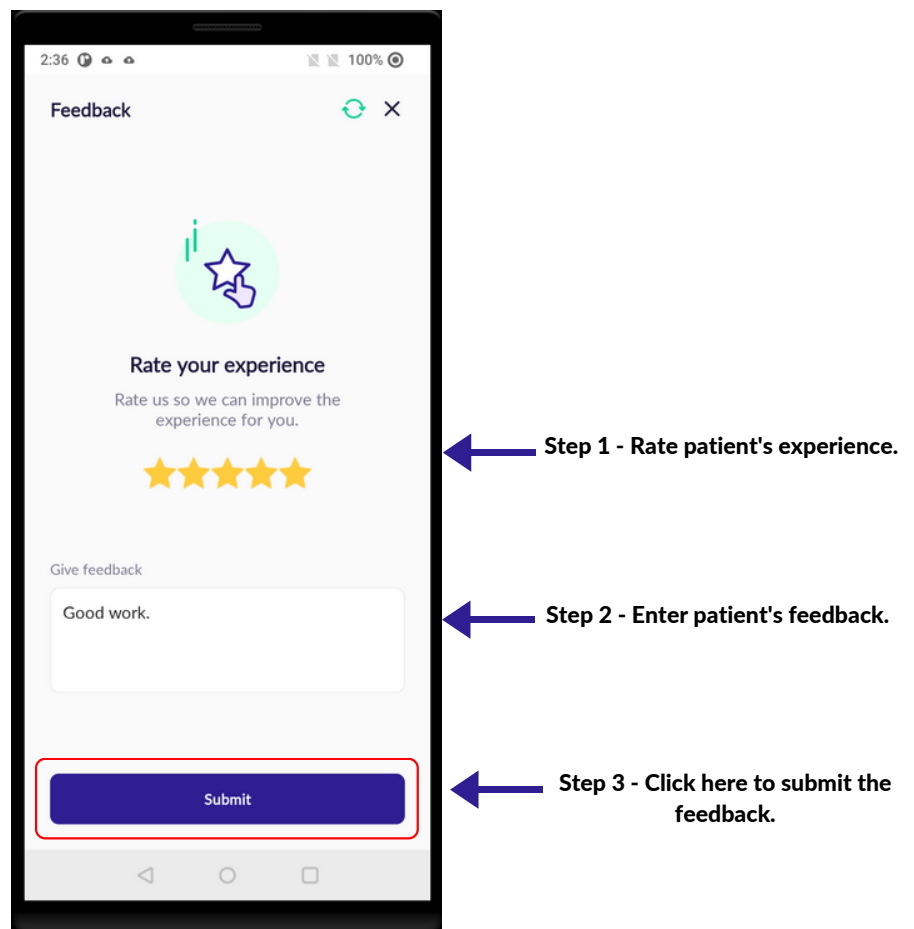 2:36
100%
Feedback
Rate your experience
Rate us so we can improve the
experience for you.
Step 1 - Rate patient's experience.
Give feedback
Good work.
Step 2 - Enter patient's feedback.
Submit
Step 3 - Click here to submit the
feedback.